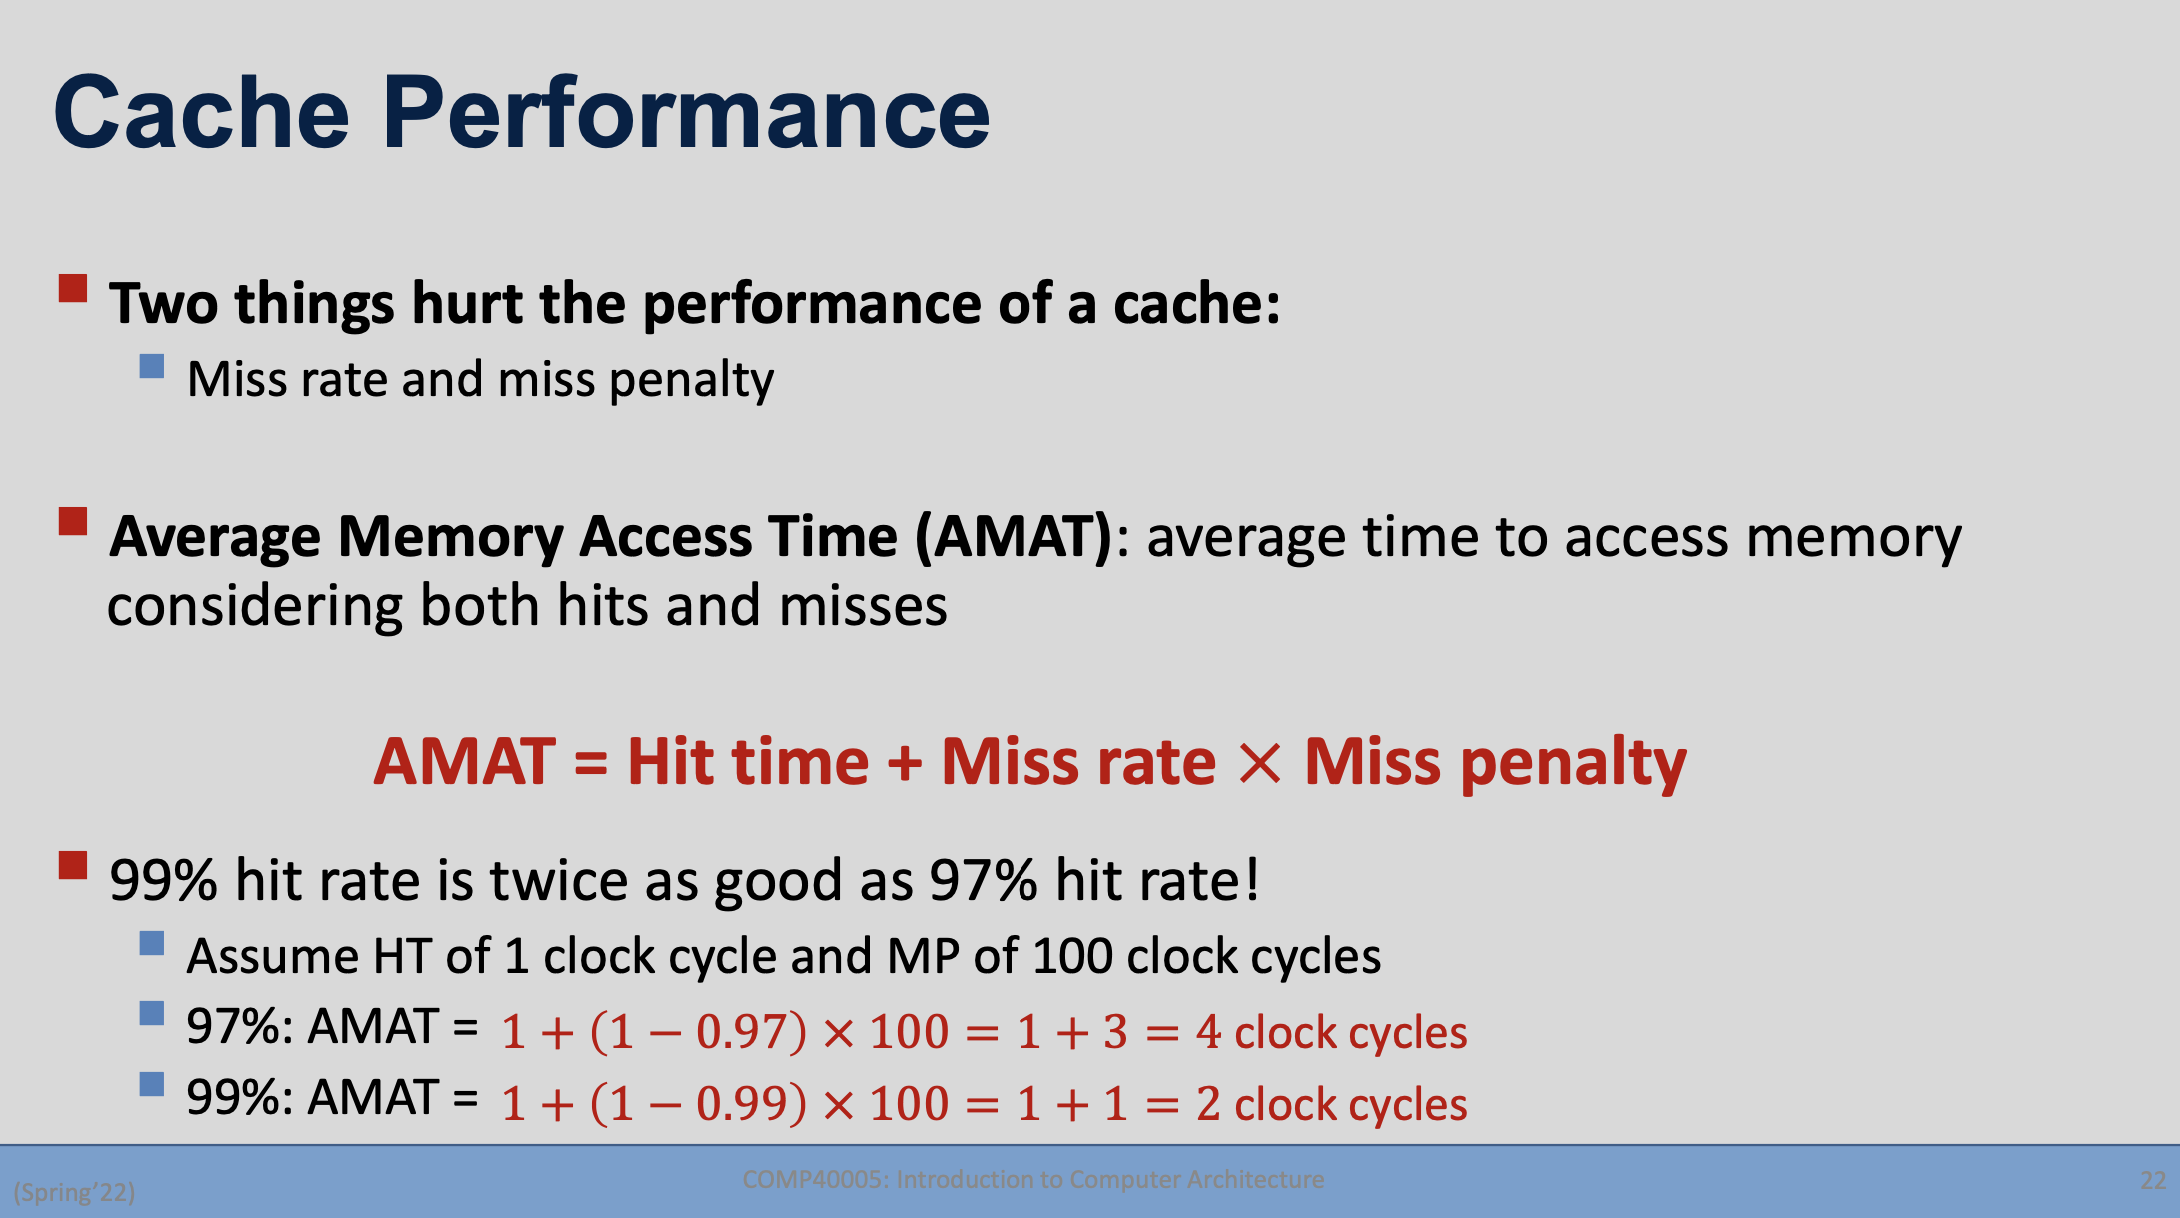 Cache Performance
Two things hurt the performance of a cache:
Miss rate and miss penalty
Average Memory Access Time (AMAT): average time to access memory
considering both hits and misses
AMAT = Hit time + Miss rate × Miss penalty
99% hit rate is twice as good as 97% hit rate!
Assume HT of 1 clock cycle and MP of 100 clock cycles
97%: AMAT = 1 + (1 − 0.97) × 100 = 1 + 3 = 4 clock cycles
99%: AMAT = 1 + (1 − 0.99) × 100 = 1 + 1 = 2 clock cycles
(Spring’22)
COMP40005: Introduction to Computer Architecture
22